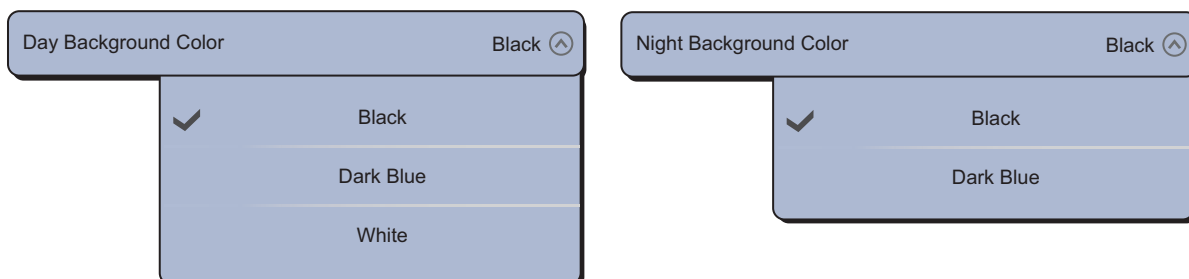 Day Background Color Black
Black
Dark Blue
White
Night Background Color Black
Black
Dark Blue